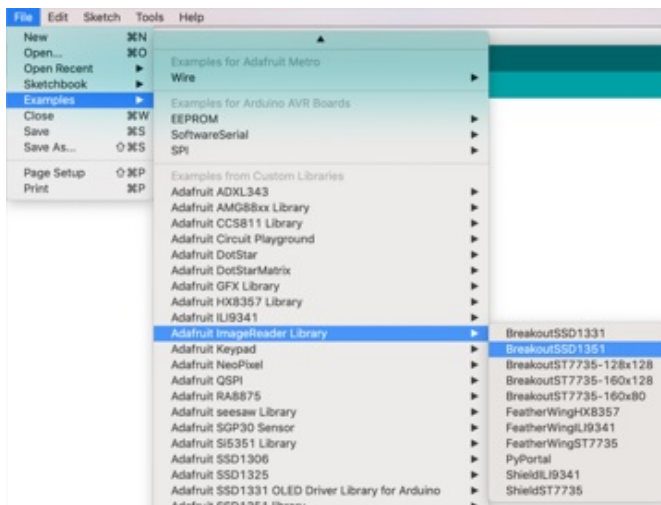 File Edit Sketch Tools Help
New ⌘N
Open... ⌘O
Open Recent ▶
Sketchbook ▶
Examples ▶
Close ⌘W
Save ⌘S
Save As... ⇧⌘S
Page Setup ⇧⌘P
Print ⌘P
▲
Examples for Adafruit Metro
Wire ▶
Examples for Arduino AVR Boards
EEPROM ▶
SoftwareSerial ▶
SPI ▶
Examples from Custom Libraries
Adafruit ADXL343 ▶
Adafruit AMG88xx Library ▶
Adafruit CCS811 Library ▶
Adafruit Circuit Playground ▶
Adafruit DotStar ▶
Adafruit DotStarMatrix ▶
Adafruit GFX Library ▶
Adafruit HX8357 Library ▶
Adafruit ILI9341 ▶
Adafruit ImageReader Library ▶
Adafruit Keypad ▶
Adafruit NeoPixel ▶
Adafruit QSPI ▶
Adafruit RA8875 ▶
Adafruit seesaw Library ▶
Adafruit SGP30 Sensor ▶
Adafruit Si5351 Library ▶
Adafruit SSD1306 ▶
Adafruit SSD1325 ▶
Adafruit SSD1331 OLED Driver Library for Arduino ▶
Adafruit SSD1351 library ▶
BreakoutSSD1331
BreakoutSSD1351
BreakoutST7735-128x128
BreakoutST7735-160x128
BreakoutST7735-160x80
FeatherWingHX8357
FeatherWingILI9341
FeatherWingST7735
PyPortal
ShieldILI9341
ShieldST7735